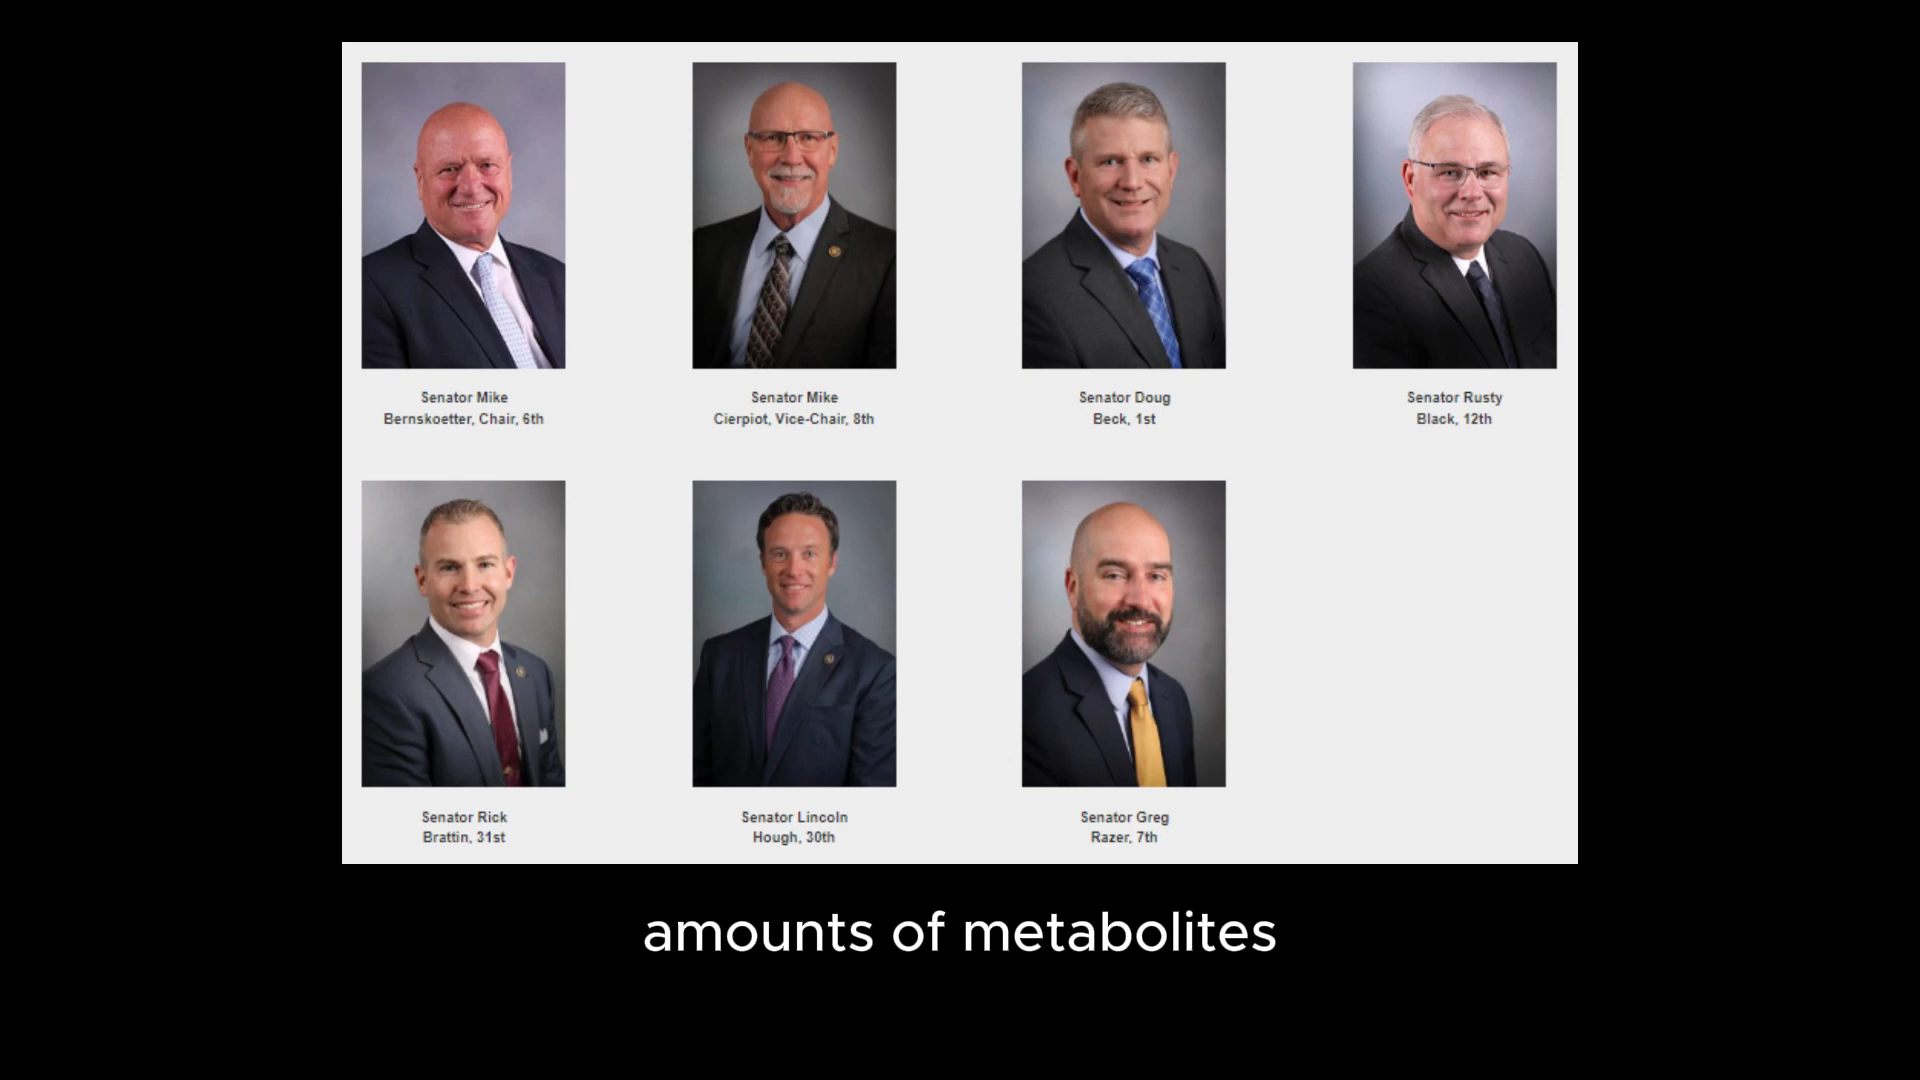 Senator Mike
Bernskoetter, Chair, 6th
Senator Mike
Cierpiot, Vice-Chair, 8th
Senator Doug
Beck, 1st
Senator Rusty
Black, 12th
Senator Rick
Brattin, 31st
Senator Lincoln
Hough, 30th
Senator Greg
Razer, 7th
amounts of metabolites